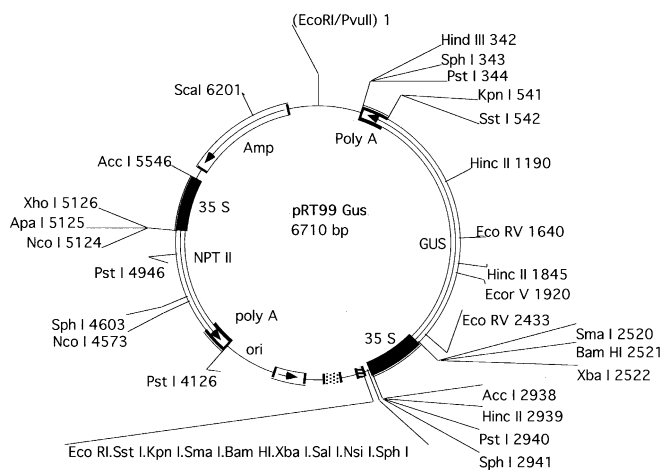 (EcoRI/PvuII) 1
Hind III 342
Sph I 343
Pst I 344
Kpn I 541
Sst I 542
ScaI 6201
Poly A
Amp
Acc I 5546
Hinc II 1190
Xho I 5126
Apa I 5125
Nco I 5124
35 S
pRT99 Gus
6710 bp
Eco RV 1640
GUS
NPT II
Pst I 4946
Hinc II 1845
Ecor V 1920
Sph I 4603
Nco I 4573
poly A
ori
35 S
Eco RV 2433
Sma I 2520
Bam HI 2521
Xba I 2522
Pst I 4126
Acc I 2938
Hinc II 2939
Pst I 2940
Sph I 2941
Eco RI.Sst I.Kpn I.Sma I.Bam HI.Xba I.Sal I.Nsi I.Sph I